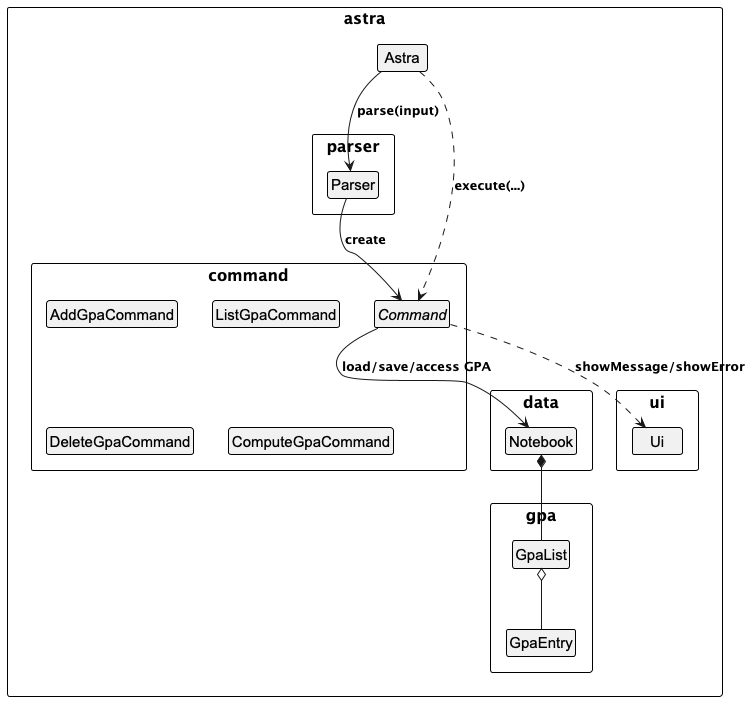 astra
Astra
parse(input)
parser
Parser
execute(...)
create
command
AddGpaCommand
ListGpaCommand
Command
load/save/access GPA
showMessage/showError
data
ui
DeleteGpaCommand
ComputeGpaCommand
Notebook
Ui
gpa
GpaList
GpaEntry